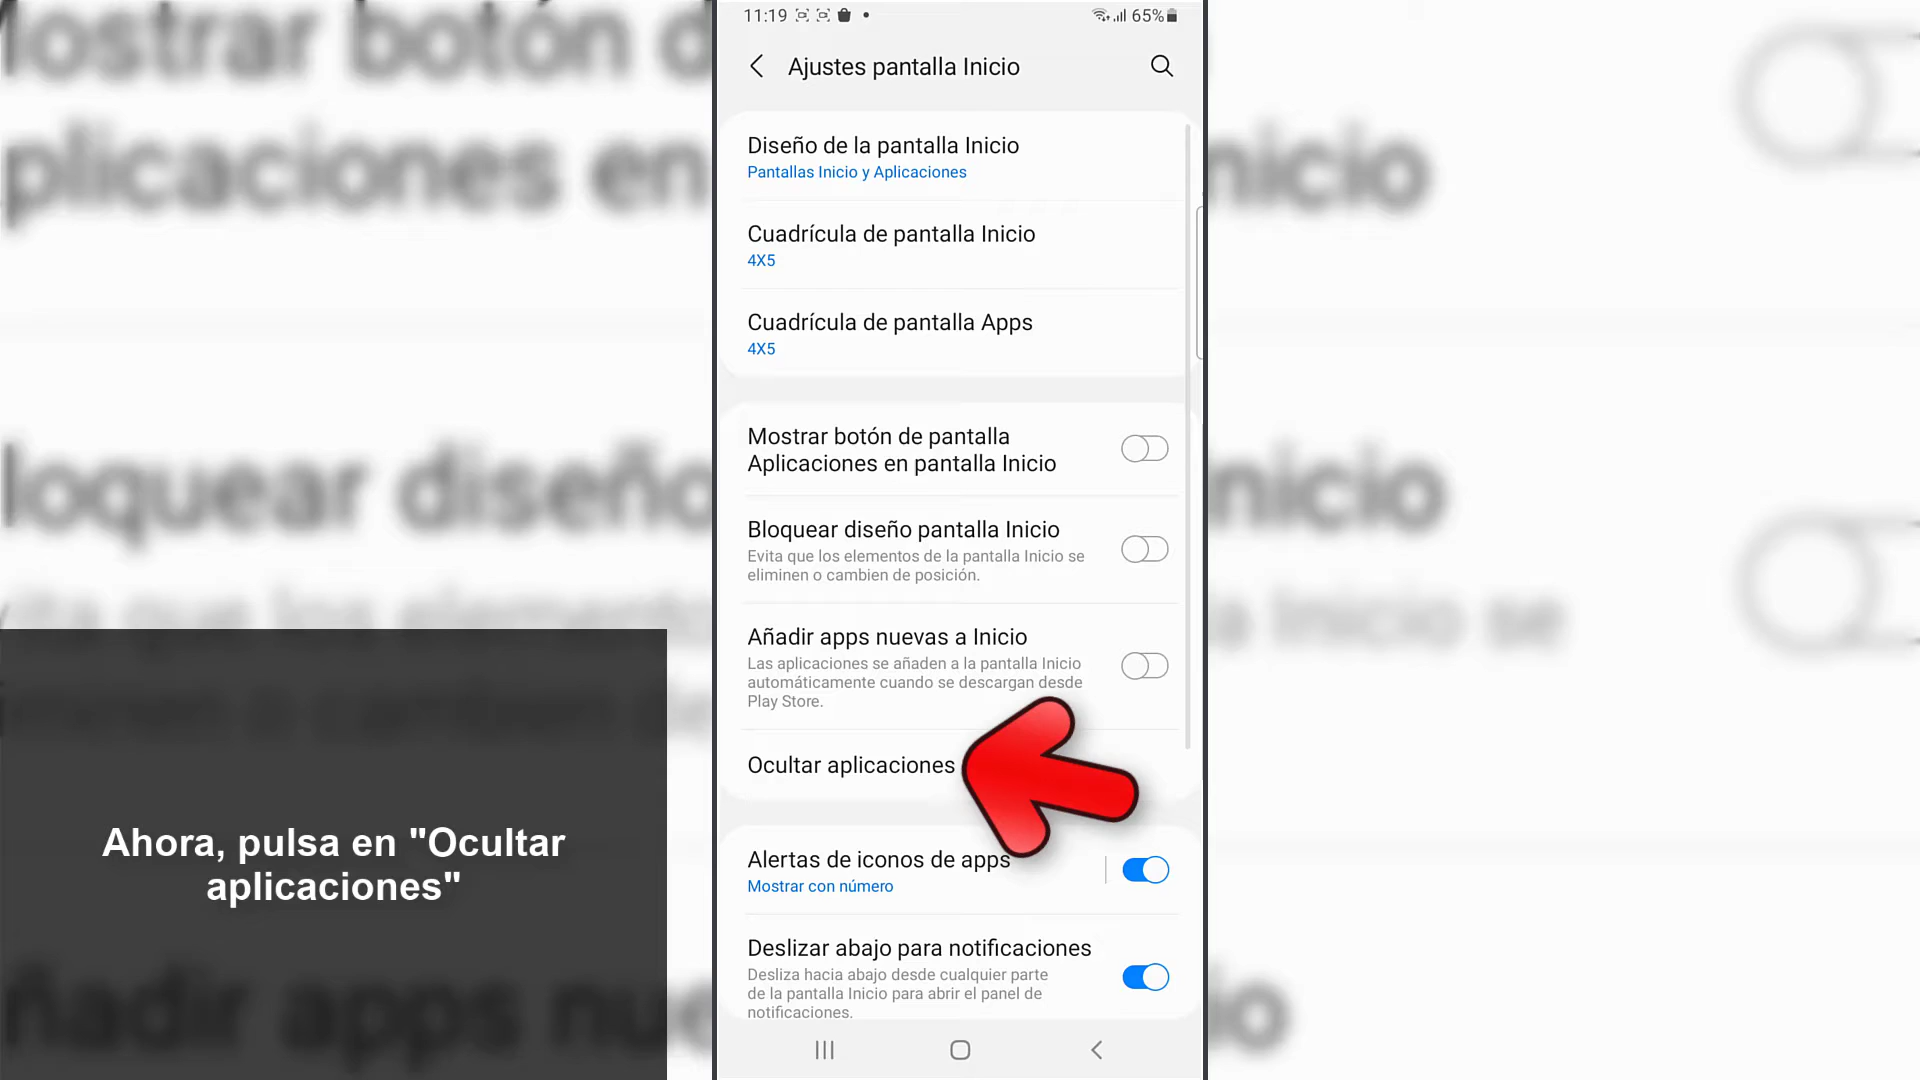 11:19
65%
Ajustes pantalla Inicio
Diseño de la pantalla Inicio
Pantallas Inicio y Aplicaciones
Cuadrícula de pantalla Inicio
4X5
Cuadrícula de pantalla Apps
4X5
Mostrar botón de pantalla
Aplicaciones en pantalla Inicio
Bloquear diseño pantalla Inicio
Evita que los elementos de la pantalla Inicio se
eliminen o cambien de posición.
Añadir apps nuevas a Inicio
Las aplicaciones se añaden a la pantalla Inicio
automáticamente cuando se descargan desde
Play Store.
Ocultar aplicaciones
Alertas de iconos de apps
Mostrar con número
Deslizar abajo para notificaciones
Desliza hacia abajo desde cualquier parte
de la pantalla Inicio para abrir el panel de
notificaciones.
Ahora, pulsa en "Ocultar
aplicaciones"